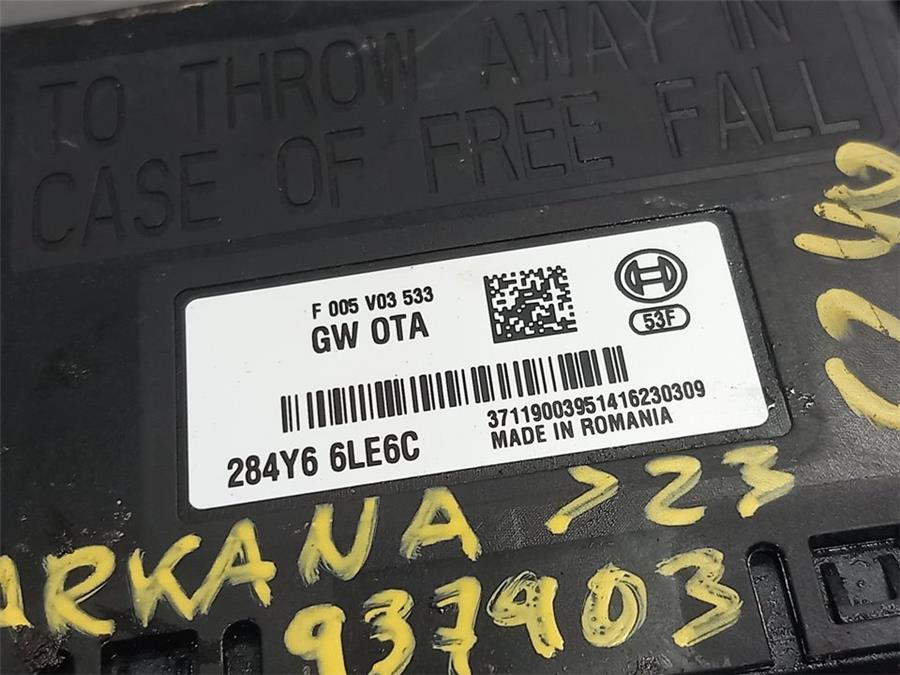 TO THROW AWAY IN
CASE OF FREE FALL
F 005 V03 533
GW OTA
53F
37119003951416230309
284Y6 6LE6C
MADE IN ROMANIA
ARKANA >23
937903